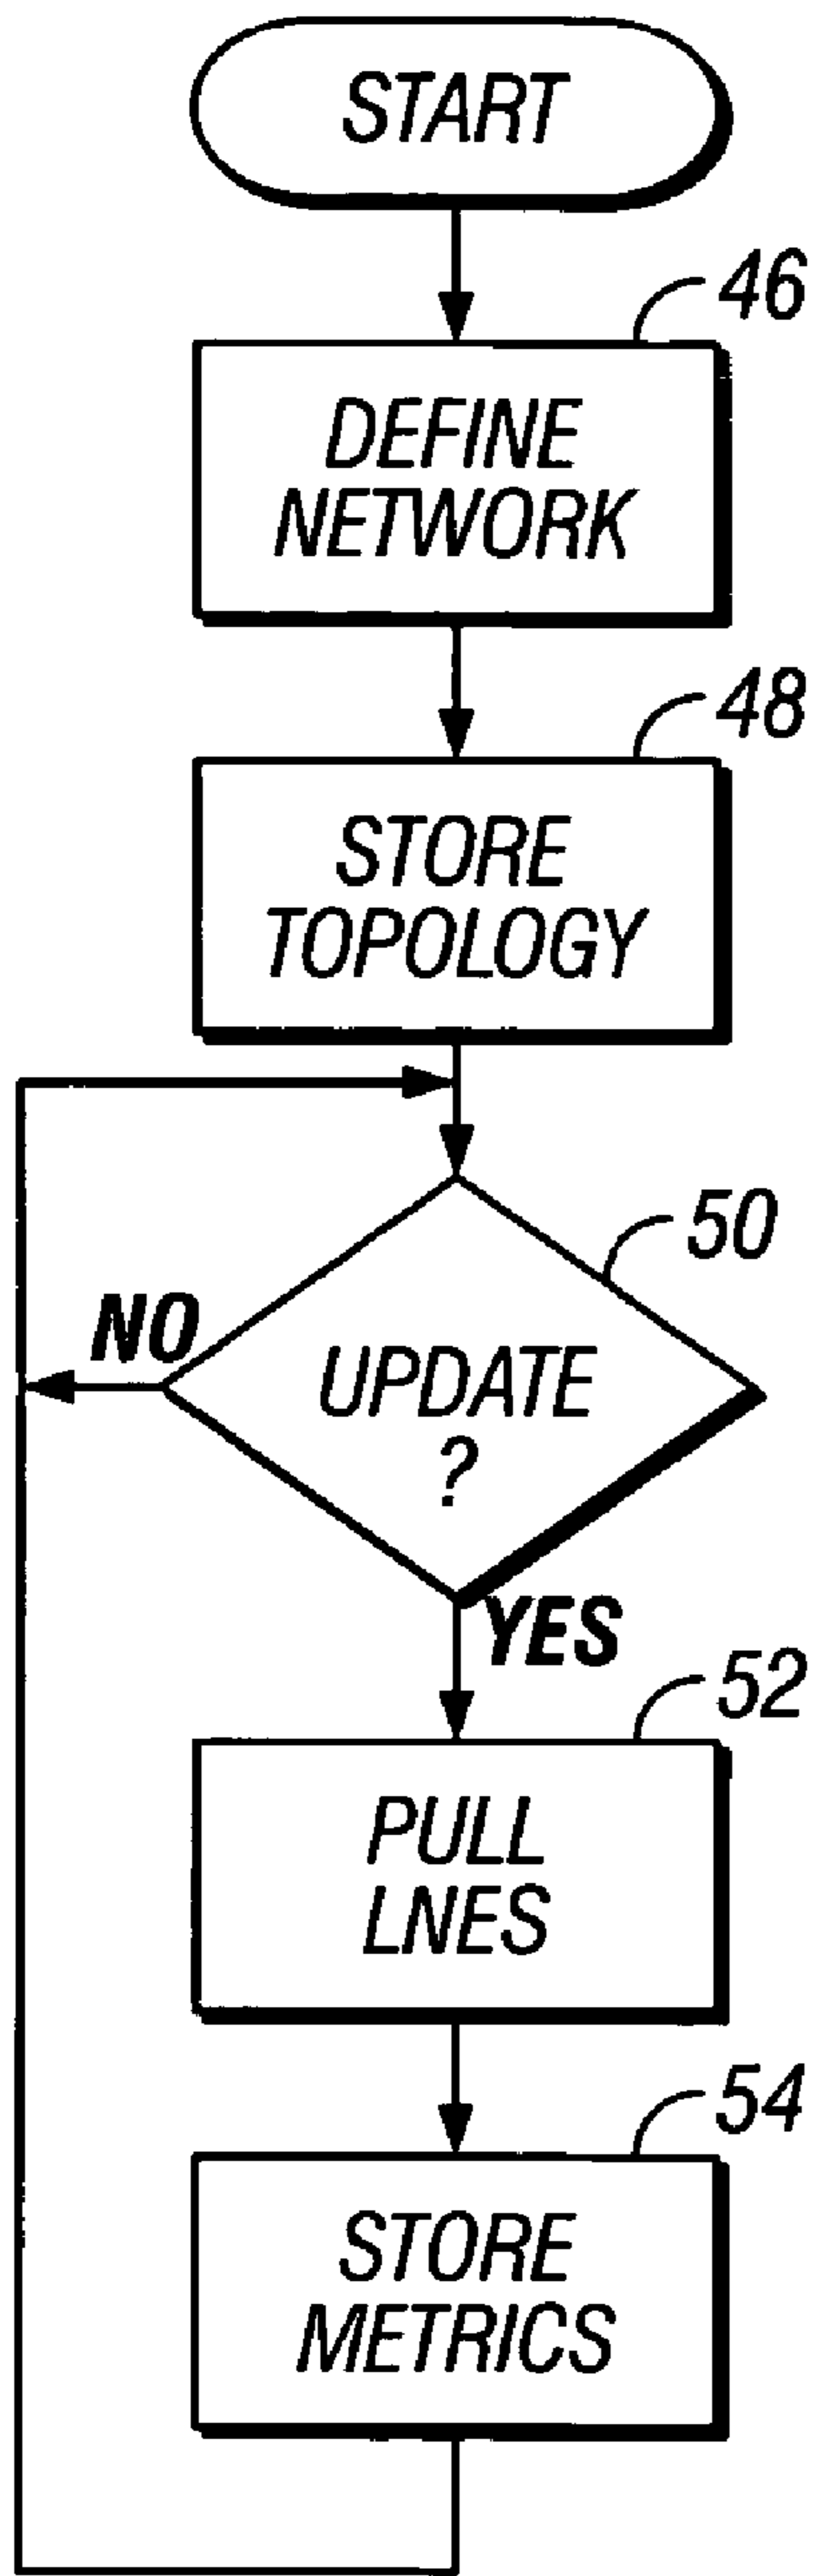 START
46
DEFINE
NETWORK
48
STORE
TOPOLOGY
50
NO
UPDATE
?
YES
52
PULL
LNES
54
STORE
METRICS